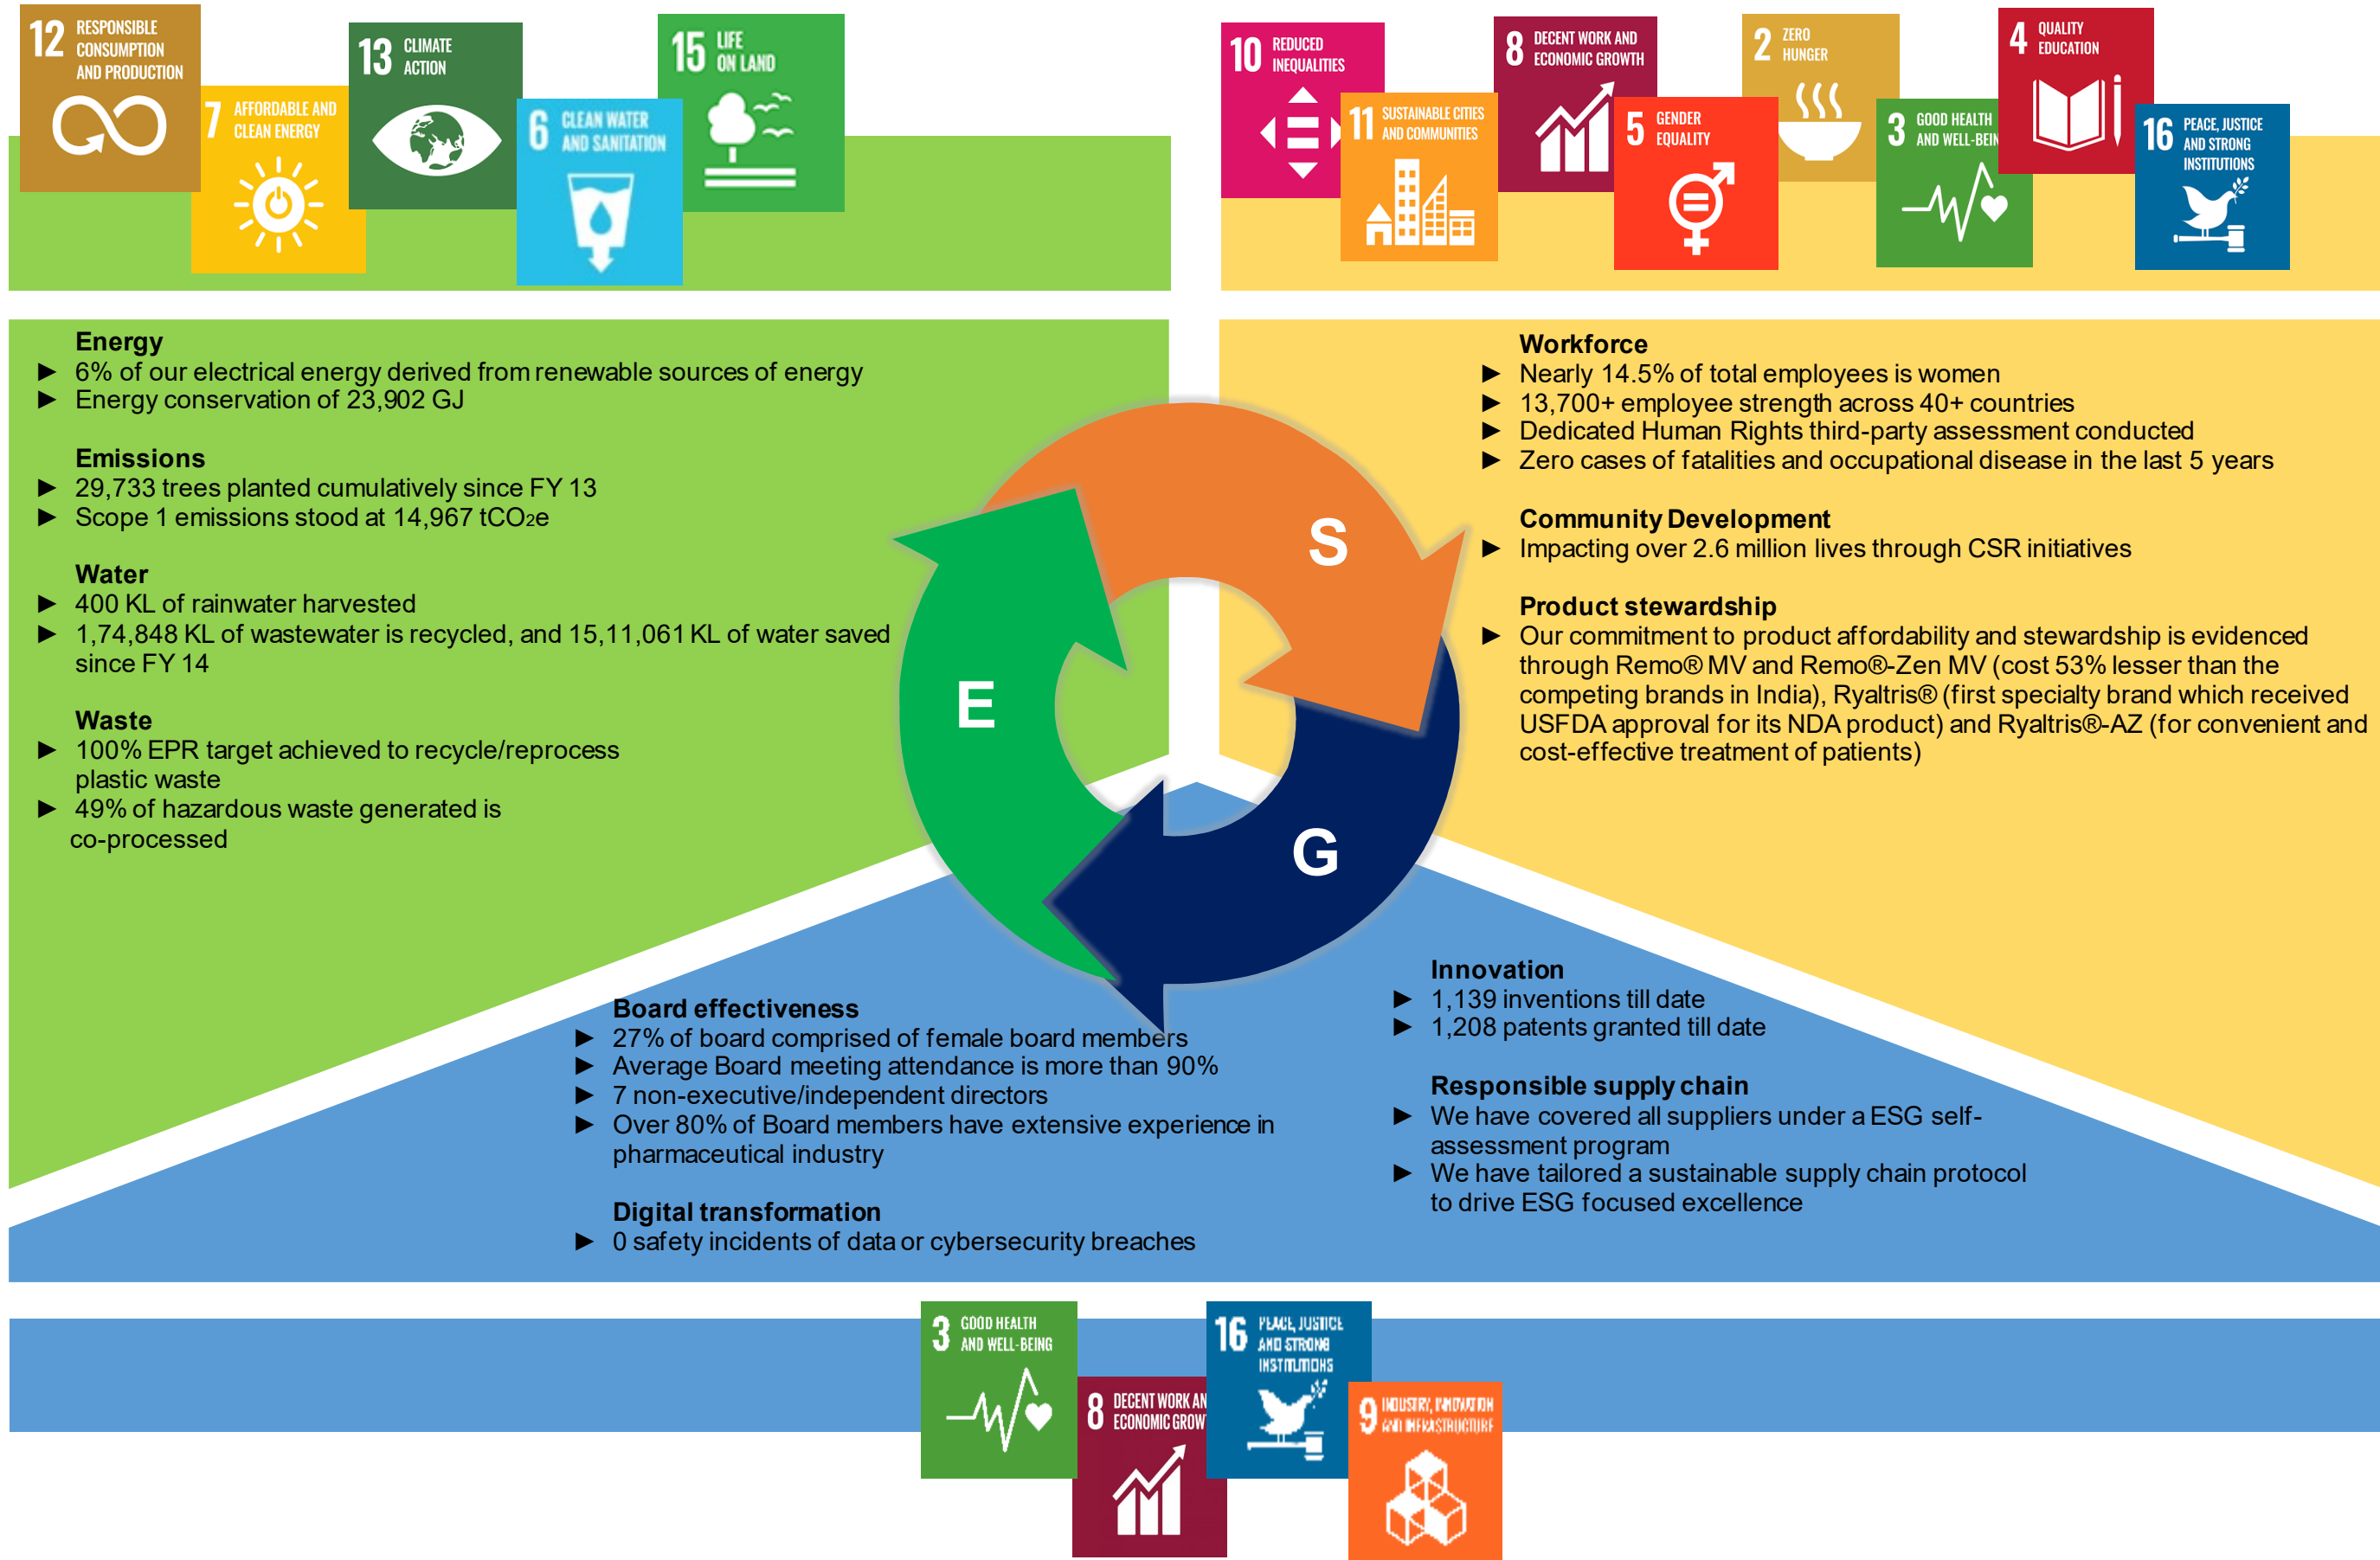 12 RESPONSIBLE
CONSUMPTION
AND PRODUCTION
7 AFFORDABLE AND
CLEAN ENERGY
13 CLIMATE
ACTION
6 CLEAN WATER
AND SANITATION
15 LIFE
ON LAND
10 REDUCED
INEQUALITIES
11 SUSTAINABLE CITIES
AND COMMUNITIES
8 DECENT WORK AND
ECONOMIC GROWTH
5 GENDER
EQUALITY
2 ZERO
HUNGER
3 GOOD HEALTH
AND WELL-BEIN
4 QUALITY
EDUCATION
16 PEACE, JUSTICE
AND STRONG
INSTITUTIONS
Energy
► 6% of our electrical energy derived from renewable sources of energy
► Energy conservation of 23,902 GJ
Emissions
► 29,733 trees planted cumulatively since FY 13
► Scope 1 emissions stood at 14,967 tCO2e
Water
► 400 KL of rainwater harvested
► 1,74,848 KL of wastewater is recycled, and 15,11,061 KL of water saved
since FY 14
Waste
► 100% EPR target achieved to recycle/reprocess
plastic waste
► 49% of hazardous waste generated is
co-processed
E
S
G
Workforce
► Nearly 14.5% of total employees is women
► 13,700+ employee strength across 40+ countries
► Dedicated Human Rights third-party assessment conducted
► Zero cases of fatalities and occupational disease in the last 5 years
Community Development
► Impacting over 2.6 million lives through CSR initiatives
Product stewardship
► Our commitment to product affordability and stewardship is evidenced
through Remo® MV and Remo®-Zen MV (cost 53% lesser than the
competing brands in India), Ryaltris® (first specialty brand which received
USFDA approval for its NDA product) and Ryaltris®-AZ (for convenient and
cost-effective treatment of patients)
Board effectiveness
► 27% of board comprised of female board members
► Average Board meeting attendance is more than 90%
► 7 non-executive/independent directors
► Over 80% of Board members have extensive experience in
pharmaceutical industry
Digital transformation
► 0 safety incidents of data or cybersecurity breaches
Innovation
► 1,139 inventions till date
► 1,208 patents granted till date
Responsible supply chain
► We have covered all suppliers under a ESG self-
assessment program
► We have tailored a sustainable supply chain protocol
to drive ESG focused excellence
3 GOOD HEALTH
AND WELL-BEING
8 DECENT WORK AN
ECONOMIC GROW
16 PEACE, JUSTICE
AND STRONG
INSTITUTIONS
9 INDUSTRY, INNOVATION
AND INFRASTRUCTURE